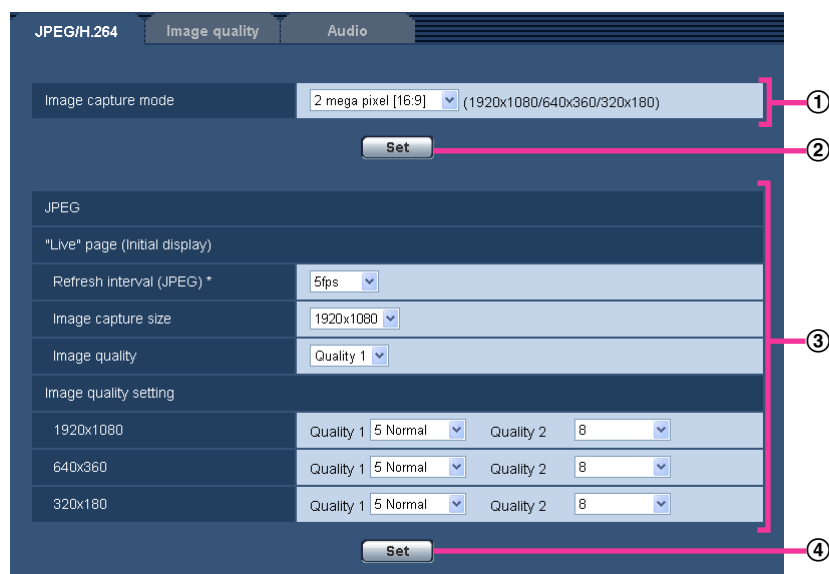 JPEG/H.264 Image quality Audio
Image capture mode 2 mega pixel [16:9] (1920x1080/640x360/320x180) ①
Set ②
JPEG
"Live" page (Initial display)
Refresh interval (JPEG) * 5fps
Image capture size 1920x1080
③
Image quality Quality 1
Image quality setting
1920x1080 Quality 1 5 Normal Quality 2 8
640x360 Quality 1 5 Normal Quality 2 8
320x180 Quality 1 5 Normal Quality 2 8
Set ④